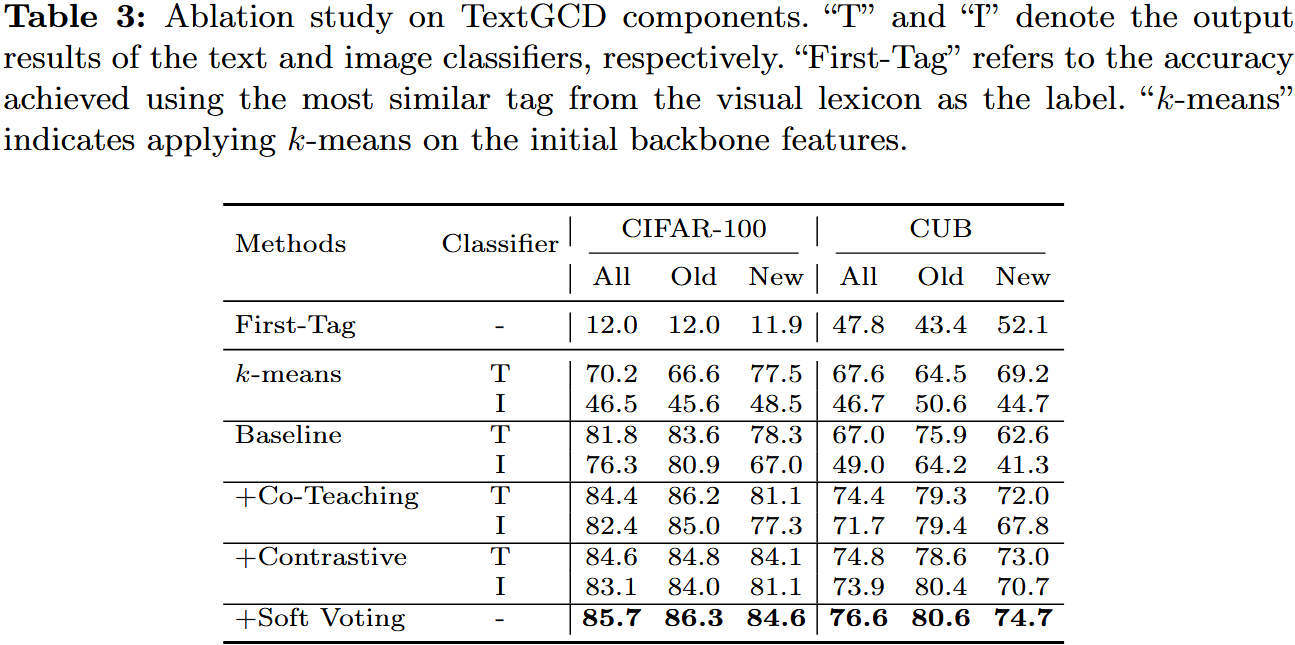 Table 3: Ablation study on TextGCD components. “T” and “I” denote the output
results of the text and image classifiers, respectively. “First-Tag” refers to the accuracy
achieved using the most similar tag from the visual lexicon as the label. “k-means”
indicates applying k-means on the initial backbone features.
Methods Classifier CIFAR-100 CUB
All Old New All Old New
First-Tag - 12.0 12.0 11.9 47.8 43.4 52.1
k-means T 70.2 66.6 77.5 67.6 64.5 69.2
I 46.5 45.6 48.5 46.7 50.6 44.7
Baseline T 81.8 83.6 78.3 67.0 75.9 62.6
I 76.3 80.9 67.0 49.0 64.2 41.3
+Co-Teaching T 84.4 86.2 81.1 74.4 79.3 72.0
I 82.4 85.0 77.3 71.7 79.4 67.8
+Contrastive T 84.6 84.8 84.1 74.8 78.6 73.0
I 83.1 84.0 81.1 73.9 80.4 70.7
+Soft Voting - 85.7 86.3 84.6 76.6 80.6 74.7